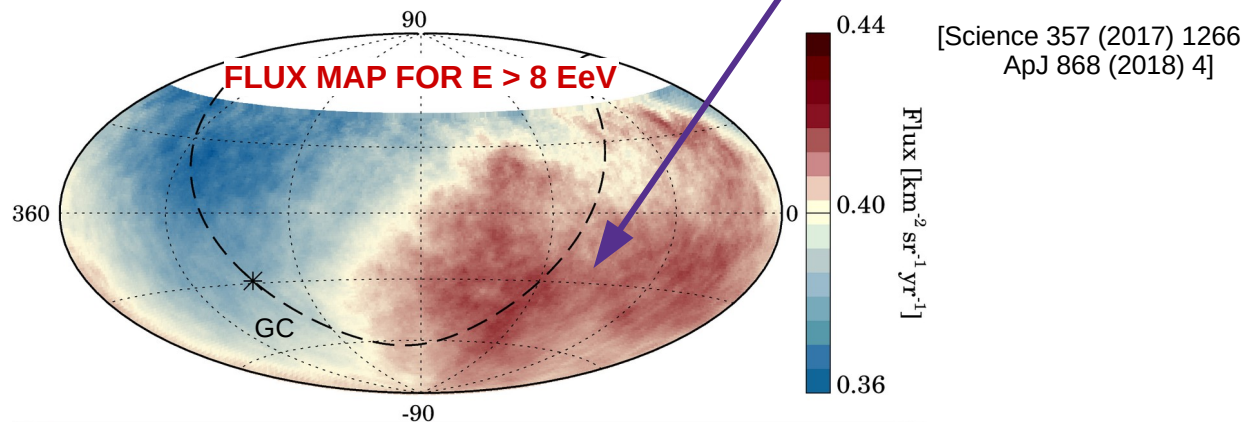 90
FLUX MAP FOR E > 8 EeV
360
0
GC
-90
0.44
0.40
0.36
Flux [km⁻² sr⁻¹ yr⁻¹]
[Science 357 (2017) 1266
ApJ 868 (2018) 4]